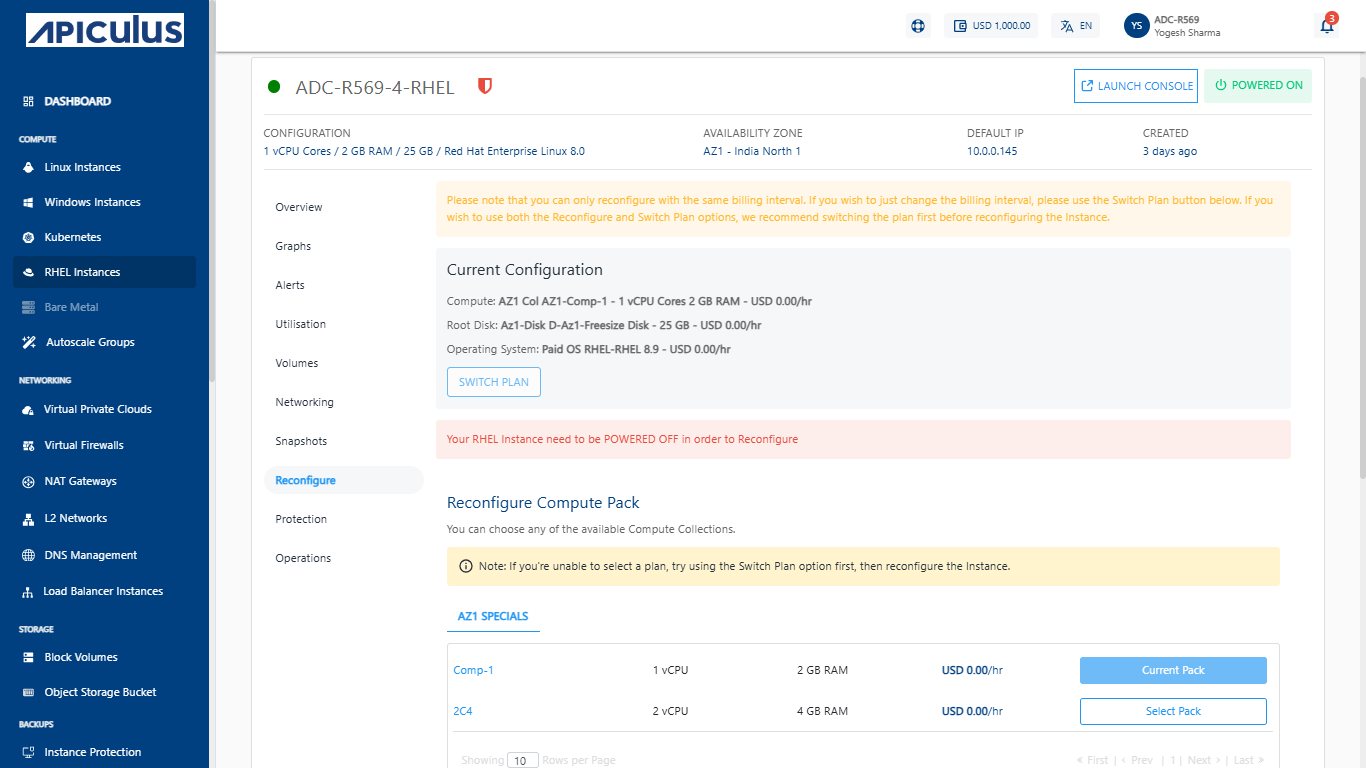 APICULUS
USD 1,000.00
EN
YS
ADC-R569
Yogesh Sharma
3
DASHBOARD
COMPUTE
Linux Instances
Windows Instances
Kubernetes
RHEL Instances
Bare Metal
Autoscale Groups
NETWORKING
Virtual Private Clouds
Virtual Firewalls
NAT Gateways
L2 Networks
DNS Management
Load Balancer Instances
STORAGE
Block Volumes
Object Storage Bucket
BACKUPS
Instance Protection
ADC-R569-4-RHEL
LAUNCH CONSOLE
POWERED ON
CONFIGURATION
1 vCPU Cores / 2 GB RAM / 25 GB / Red Hat Enterprise Linux 8.0
AVAILABILITY ZONE
AZ1 - India North 1
DEFAULT IP
10.0.0.145
CREATED
3 days ago
Overview
Graphs
Alerts
Utilisation
Volumes
Networking
Snapshots
Reconfigure
Protection
Operations
Please note that you can only reconfigure with the same billing interval. If you wish to just change the billing interval, please use the Switch Plan button below. If you
wish to use both the Reconfigure and Switch Plan options, we recommend switching the plan first before reconfiguring the Instance.
Current Configuration
Compute: AZ1 Col AZ1-Comp-1 - 1 vCPU Cores 2 GB RAM - USD 0.00/hr
Root Disk: Az1-Disk D-Az1-Freesize Disk - 25 GB - USD 0.00/hr
Operating System: Paid OS RHEL-RHEL 8.9 - USD 0.00/hr
SWITCH PLAN
Your RHEL Instance need to be POWERED OFF in order to Reconfigure
Reconfigure Compute Pack
You can choose any of the available Compute Collections.
Note: If you're unable to select a plan, try using the Switch Plan option first, then reconfigure the Instance.
AZ1 SPECIALS
Comp-1 1 vCPU 2 GB RAM USD 0.00/hr Current Pack
2C4 2 vCPU 4 GB RAM USD 0.00/hr Select Pack
Showing 10 Rows per Page
« First | ‹ Prev | 1 | Next › | Last »